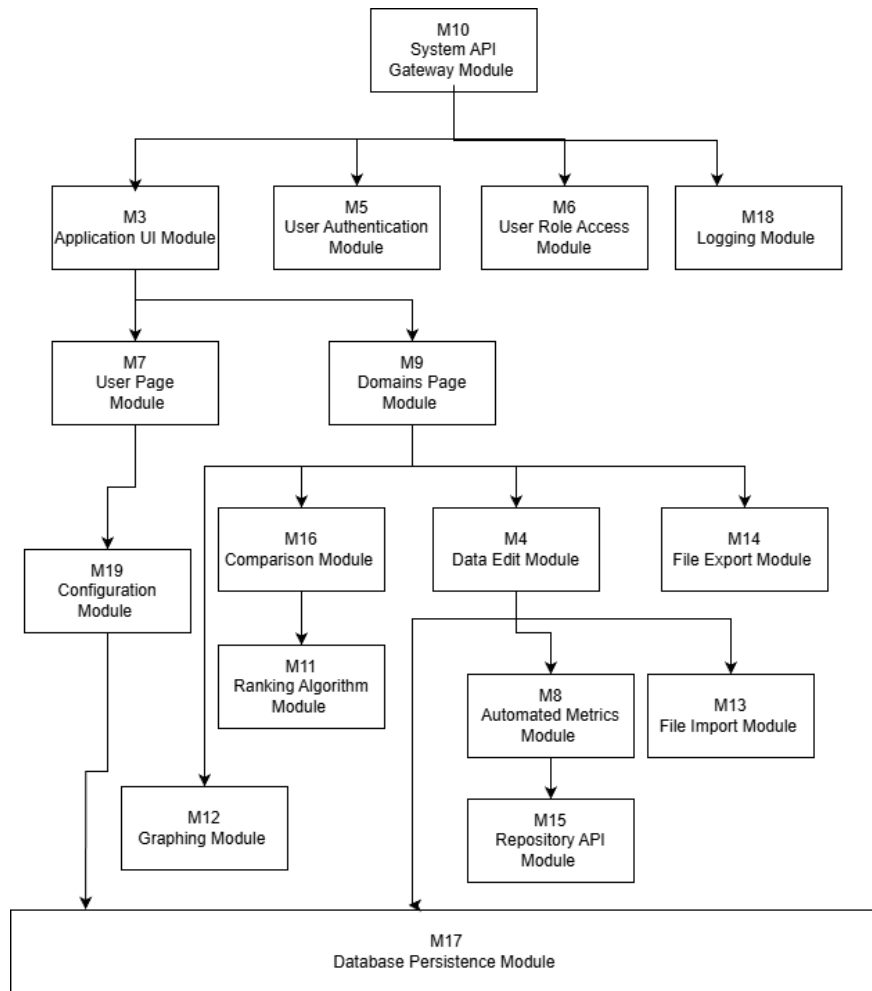 M10
System API
Gateway Module
M3
Application UI Module
M5
User Authentication
Module
M6
User Role Access
Module
M18
Logging Module
M7
User Page
Module
M9
Domains Page
Module
M16
Comparison Module
M4
Data Edit Module
M14
File Export Module
M19
Configuration
Module
M11
Ranking Algorithm
Module
M8
Automated Metrics
Module
M13
File Import Module
M12
Graphing Module
M15
Repository API
Module
M17
Database Persistence Module